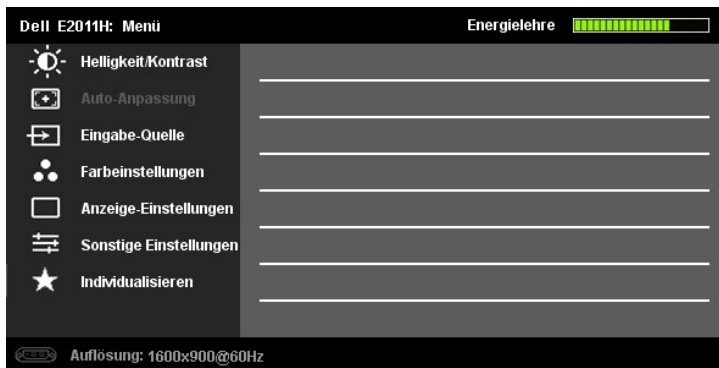 Dell E2011H: Menü Energielehre
Helligkeit/Kontrast
Auto-Anpassung
Eingabe-Quelle
Farbeinstellungen
Anzeige-Einstellungen
Sonstige Einstellungen
Individualisieren
Auflösung: 1600x900@60Hz